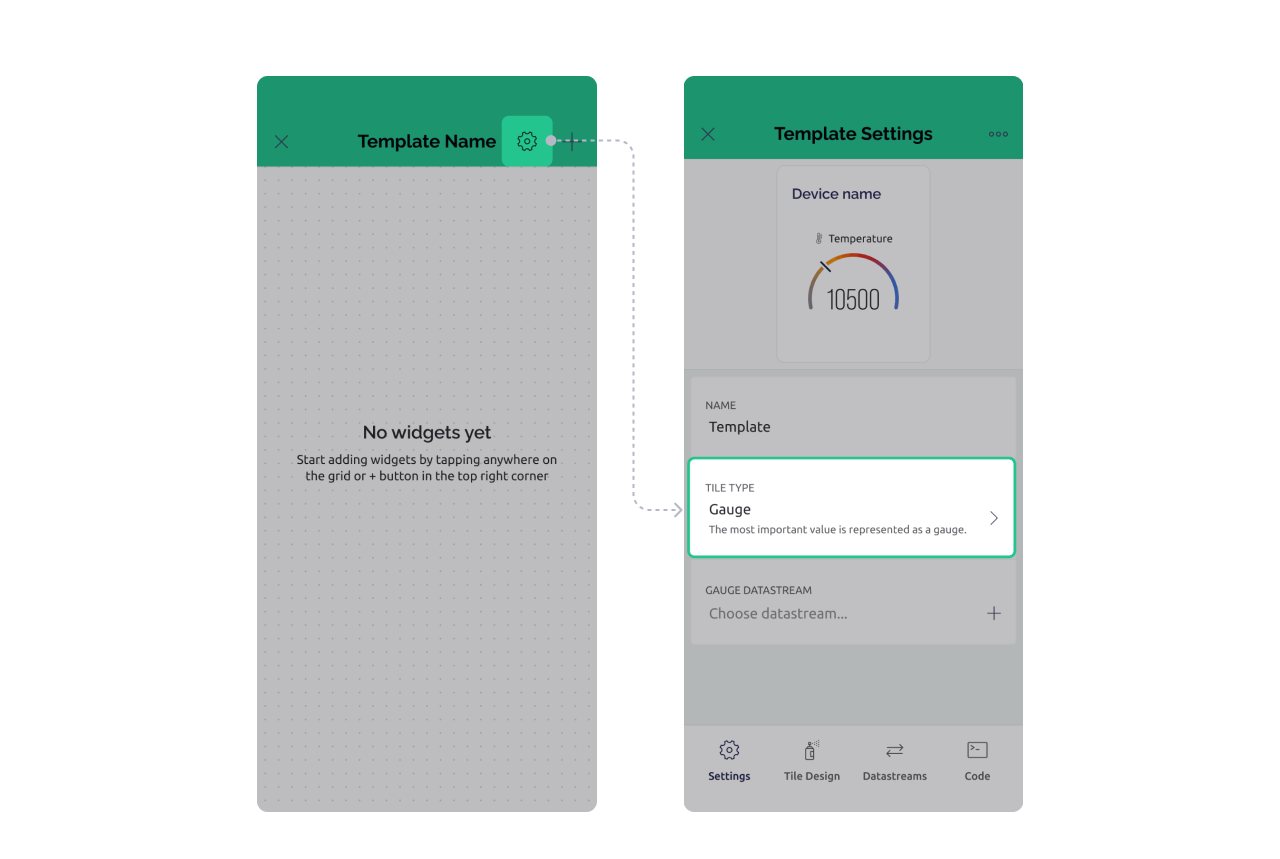 Template Name
No widgets yet
Start adding widgets by tapping anywhere on
the grid or + button in the top right corner
Template Settings
Device name
Temperature
10500
NAME
Template
TILE TYPE
Gauge
The most important value is represented as a gauge.
GAUGE DATASTREAM
Choose datastream...
Settings
Tile Design
Datastreams
Code